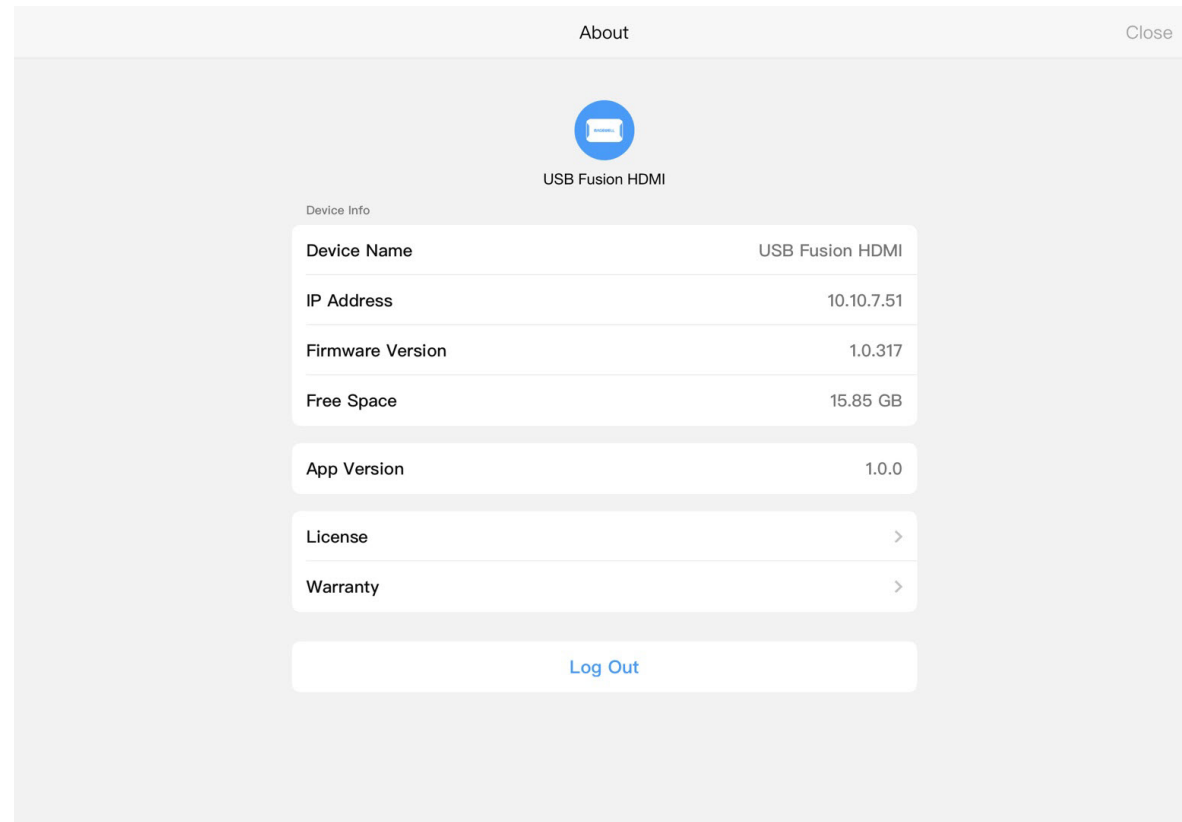 About
Close
USB Fusion HDMI
Device Info
Device Name USB Fusion HDMI
IP Address 10.10.7.51
Firmware Version 1.0.317
Free Space 15.85 GB
App Version 1.0.0
License
Warranty
Log Out